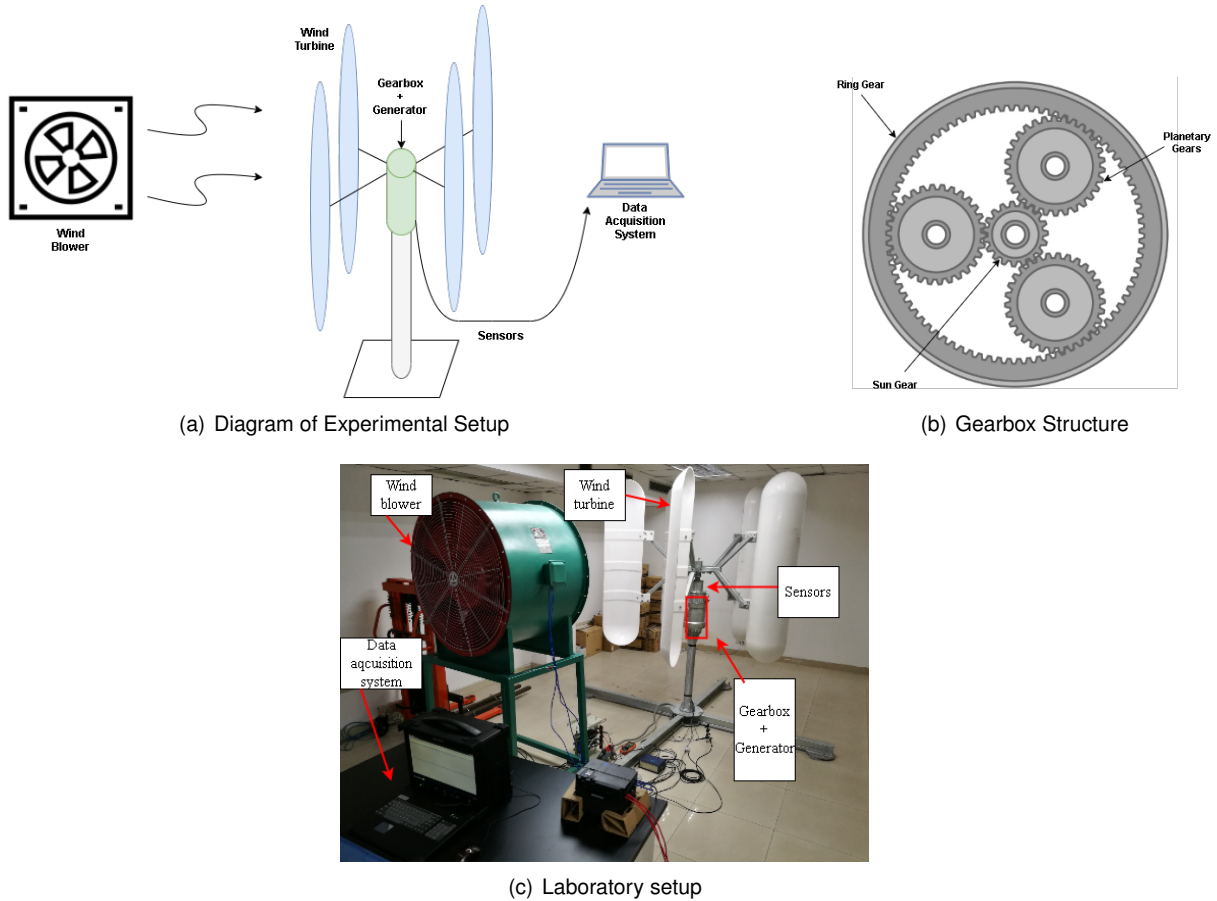 Wind
Turbine
Gearbox
+
Generator
Wind
Blower
Data
Acquisition
System
Sensors
(a) Diagram of Experimental Setup
Ring Gear
Planetary
Gears
Sun Gear
(b) Gearbox Structure
Wind
blower
Wind
turbine
Sensors
Data
aqcuisition
system
Gearbox
+
Generator
(c) Laboratory setup